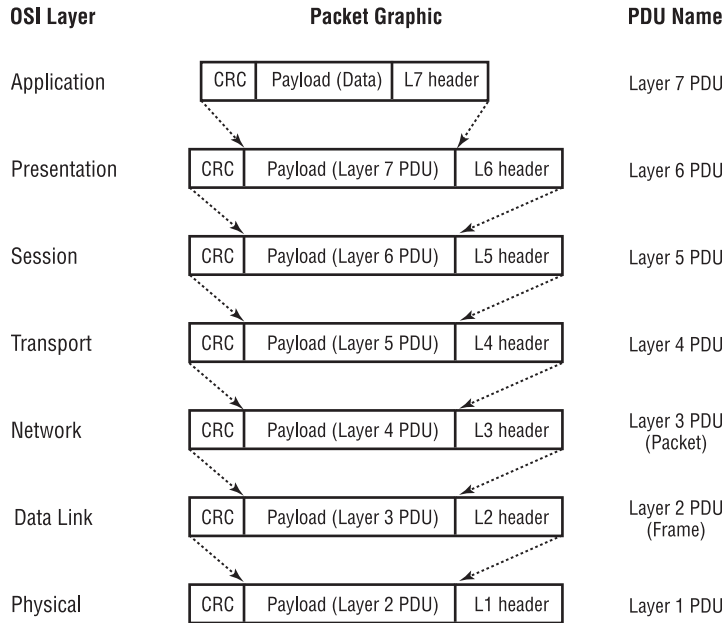 OSI Layer Packet Graphic PDU Name
Application CRC Payload (Data) L7 header Layer 7 PDU
Presentation CRC Payload (Layer 7 PDU) L6 header Layer 6 PDU
Session CRC Payload (Layer 6 PDU) L5 header Layer 5 PDU
Transport CRC Payload (Layer 5 PDU) L4 header Layer 4 PDU
Network CRC Payload (Layer 4 PDU) L3 header Layer 3 PDU
(Packet)
Data Link CRC Payload (Layer 3 PDU) L2 header Layer 2 PDU
(Frame)
Physical CRC Payload (Layer 2 PDU) L1 header Layer 1 PDU